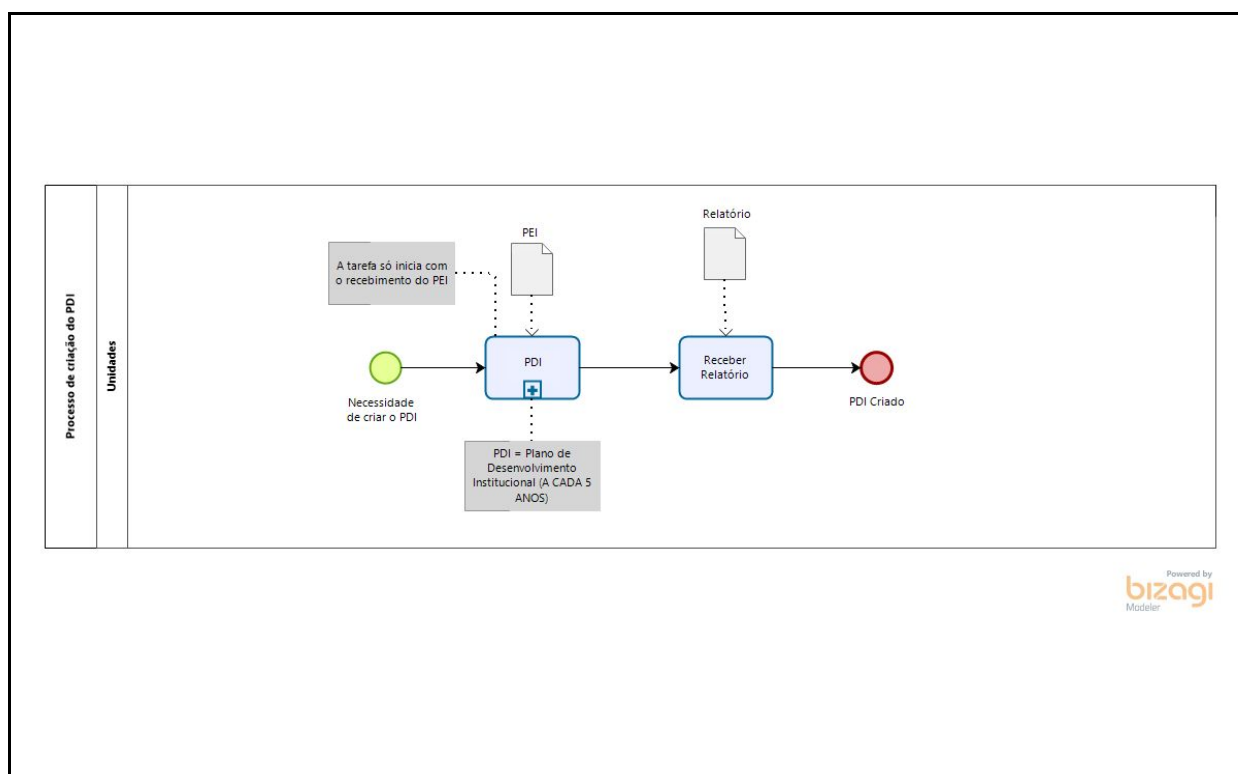 Processo de criação do PDI
Unidades
A tarefa só inicia com
o recebimento do PEI
PEI
Relatório
Necessidade
de criar o PDI
PDI
Receber
Relatório
PDI Criado
PDI = Plano de
Desenvolvimento
Institucional (A CADA 5
ANOS)
Powered by
bizagi
Modeler